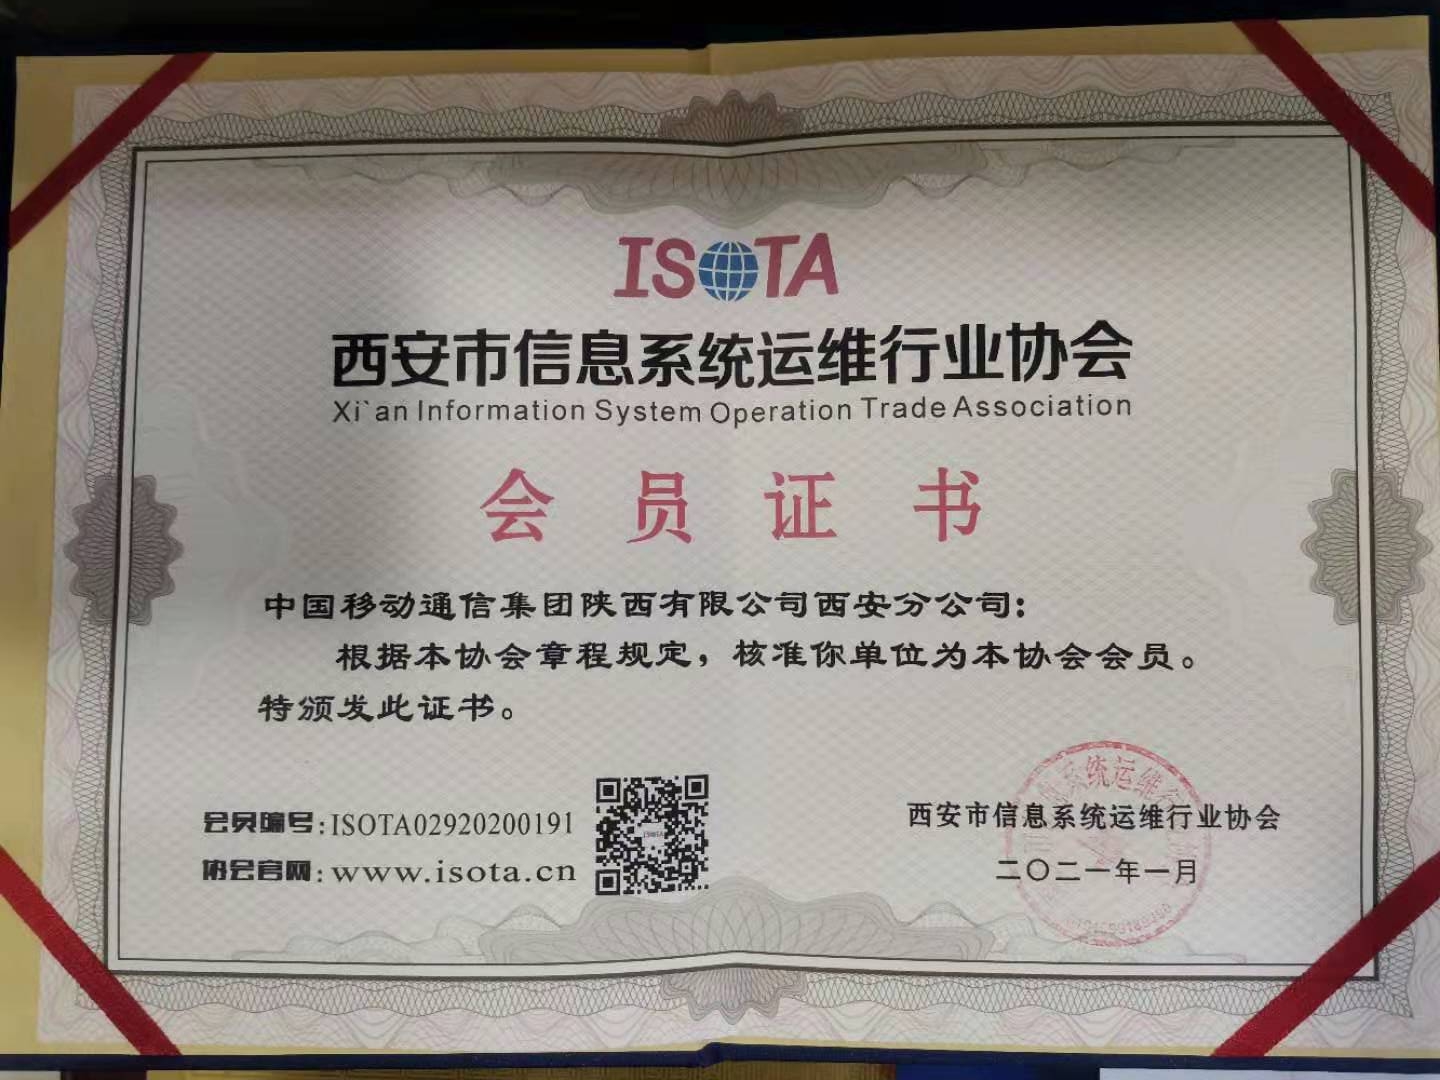 ISOTA
西安市信息系统运维行业协会
Xi`an Information System Operation Trade Association
会员证书
中国移动通信集团陕西有限公司西安分公司:
根据本协会章程规定，核准你单位为本协会会员。
特颁发此证书。
会员编号:ISOTA02920200191
协会官网:www.isota.cn
西安市信息系统运维行业协会
二〇二一年一月